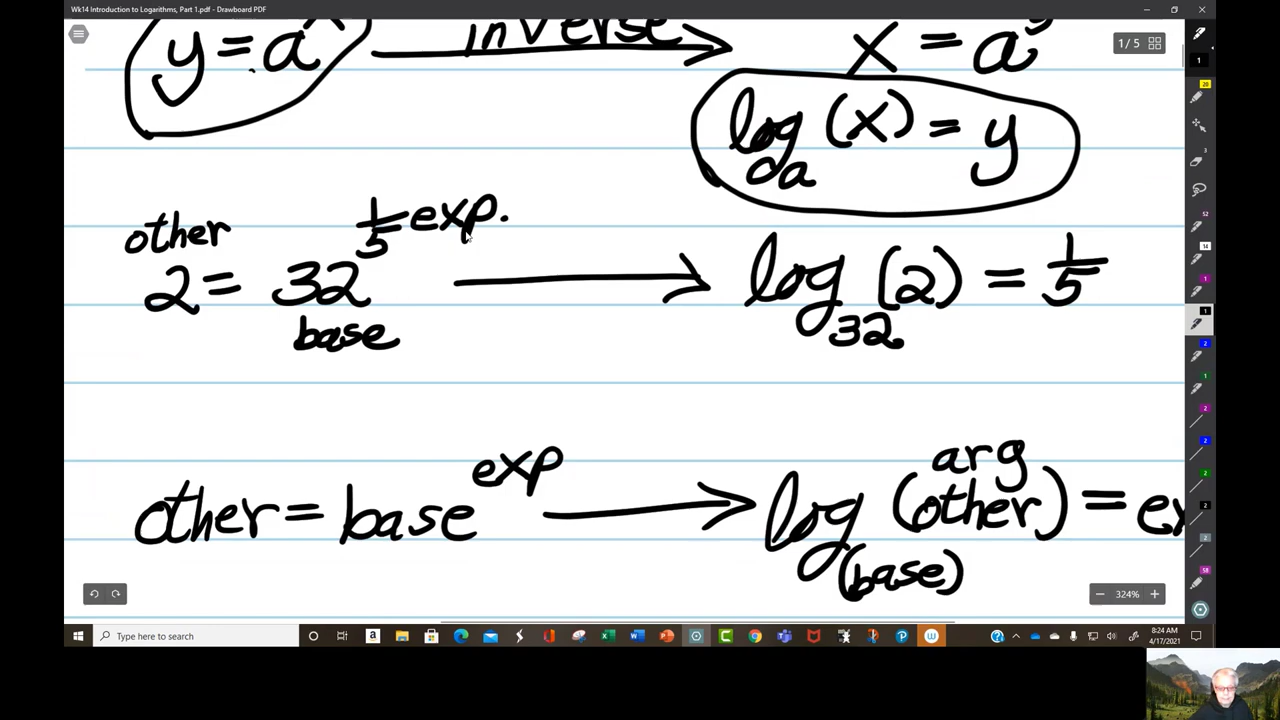 Wk14 Introduction to Logarithms, Part 1.pdf - Drawboard PDF
y = aˣ inverse x = aʸ
1 / 5
log_a (x) = y
other 1/5 exp.
2 = 32 log_32 (2) = 1/5
base
exp arg
other = base log (other) = ex
(base)
324%
Type here to search
8:24 AM
4/17/2021